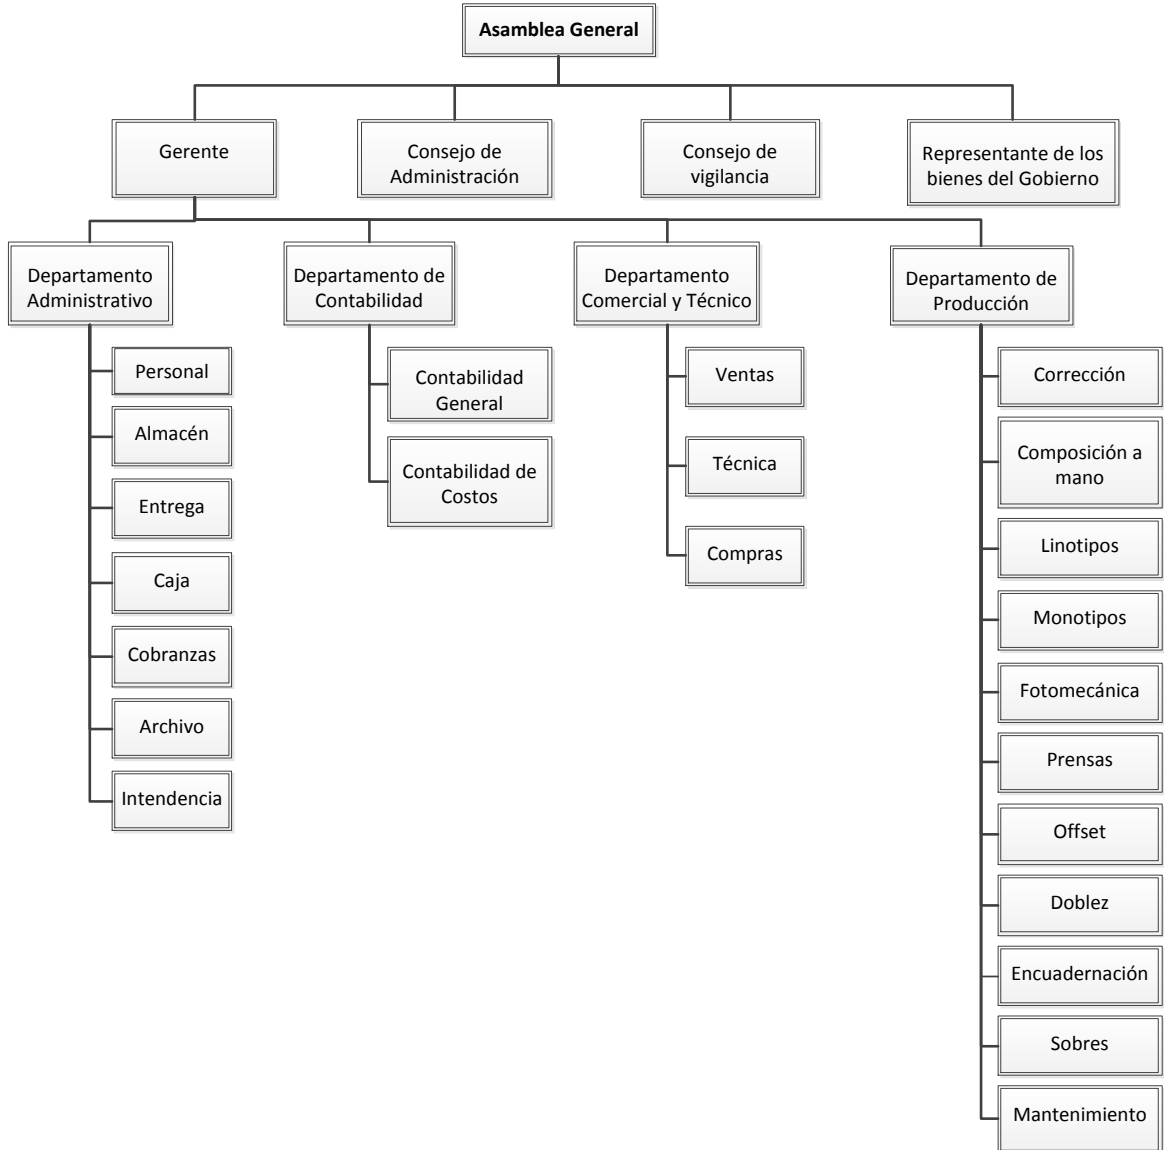 Asamblea General
Gerente
Consejo de
Administración
Consejo de
vigilancia
Representante de los
bienes del Gobierno
Departamento
Administrativo
Departamento de
Contabilidad
Departamento
Comercial y Técnico
Departamento de
Producción
Personal
Almacén
Entrega
Caja
Cobranzas
Archivo
Intendencia
Contabilidad
General
Contabilidad de
Costos
Ventas
Técnica
Compras
Corrección
Composición a
mano
Linotipos
Monotipos
Fotomecánica
Prensas
Offset
Doblez
Encuadernación
Sobres
Mantenimiento